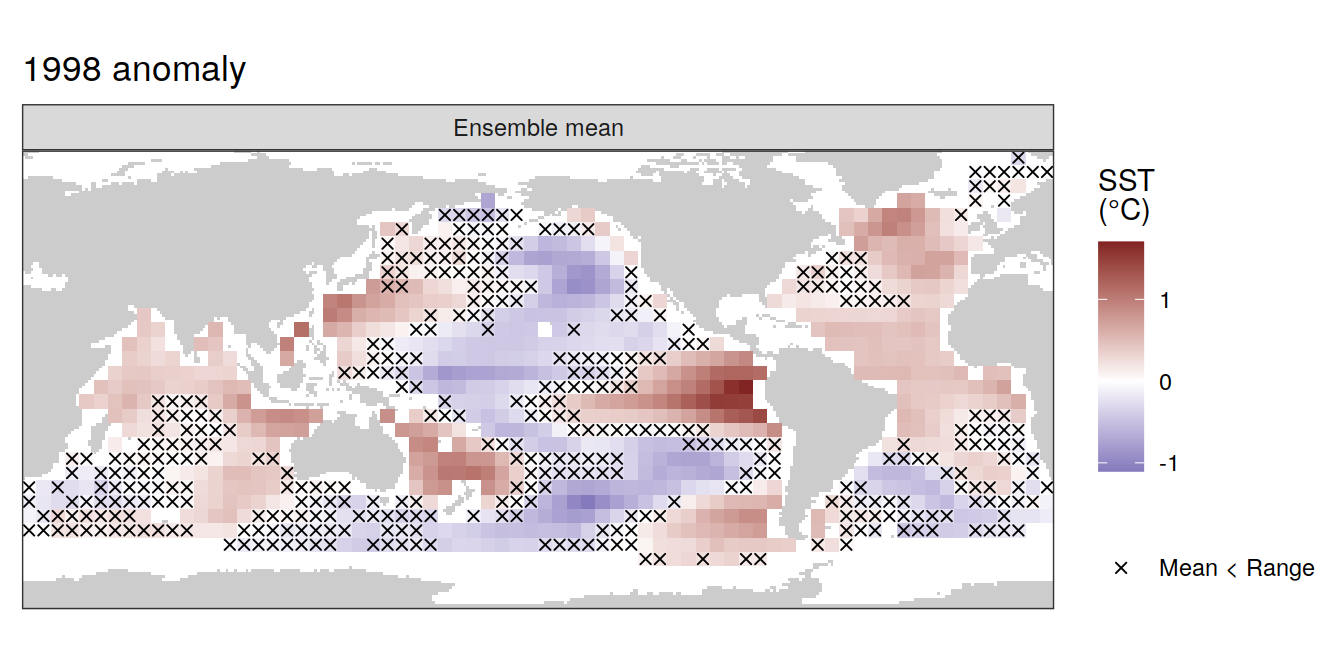 1998 anomaly
Ensemble mean
SST
(°C)
1
0
-1
× Mean < Range